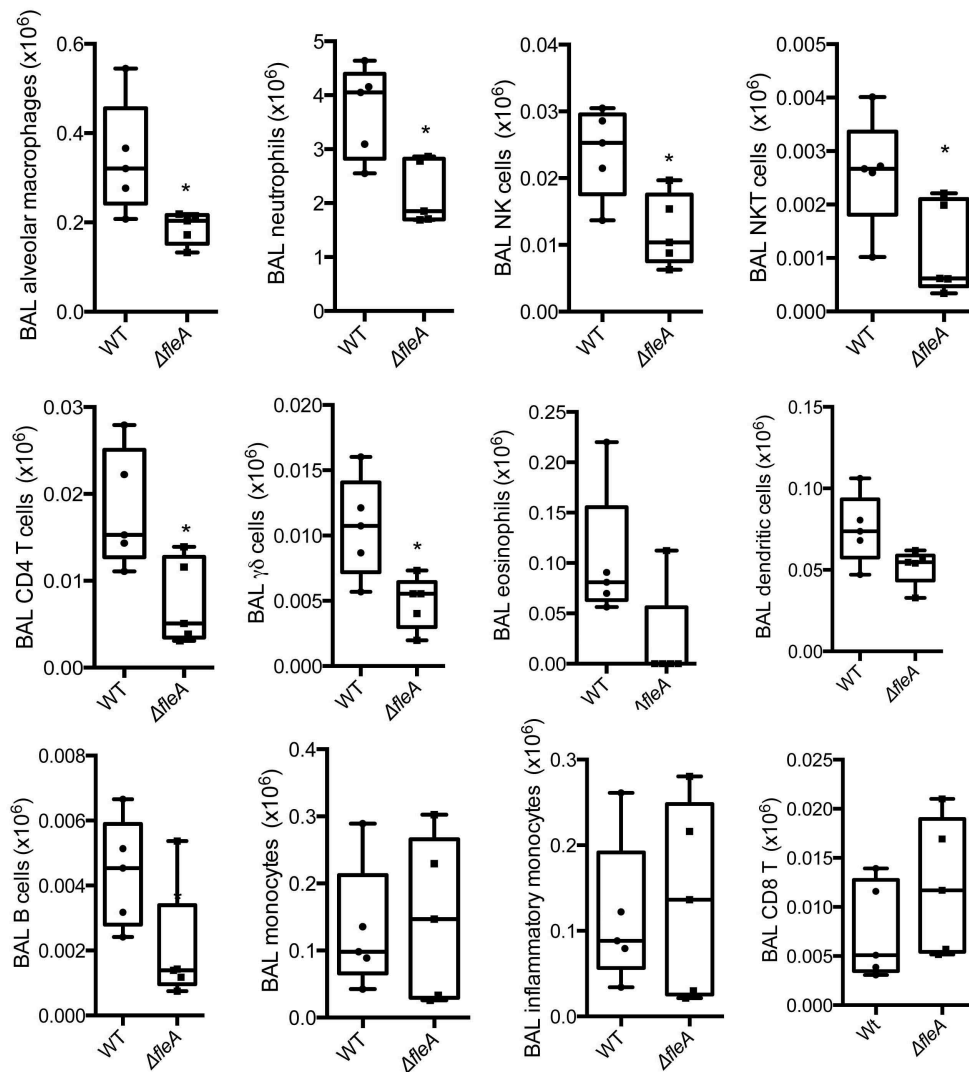 BAL alveolar macrophages (x10⁶)
0.6
0.4
0.2
0.0
WT
ΔfleA
*
BAL neutrophils (x10⁶)
5
4
3
2
1
0
WT
ΔfleA
*
BAL NK cells (x10⁶)
0.04
0.03
0.02
0.01
0.00
WT
ΔfleA
*
BAL NKT cells (x10⁶)
0.005
0.004
0.003
0.002
0.001
0.000
WT
ΔfleA
*
BAL CD4 T cells (x10⁶)
0.03
0.02
0.01
0.00
WT
ΔfleA
*
BAL γδ cells (x10⁶)
0.020
0.015
0.010
0.005
0.000
WT
ΔfleA
*
BAL eosinophils (x10⁶)
0.25
0.20
0.15
0.10
0.05
0.00
WT
ΔfleA
BAL dendritic cells (x10⁶)
0.15
0.10
0.05
0.00
WT
ΔfleA
BAL B cells (x10⁶)
0.008
0.006
0.004
0.002
0.000
WT
ΔfleA
BAL monocytes (x10⁶)
0.4
0.3
0.2
0.1
0.0
WT
ΔfleA
BAL inflammatory monocytes (x10⁶)
0.3
0.2
0.1
0.0
WT
ΔfleA
BAL CD8 T (x10⁶)
0.025
0.020
0.015
0.010
0.005
0.000
Wt
ΔfleA